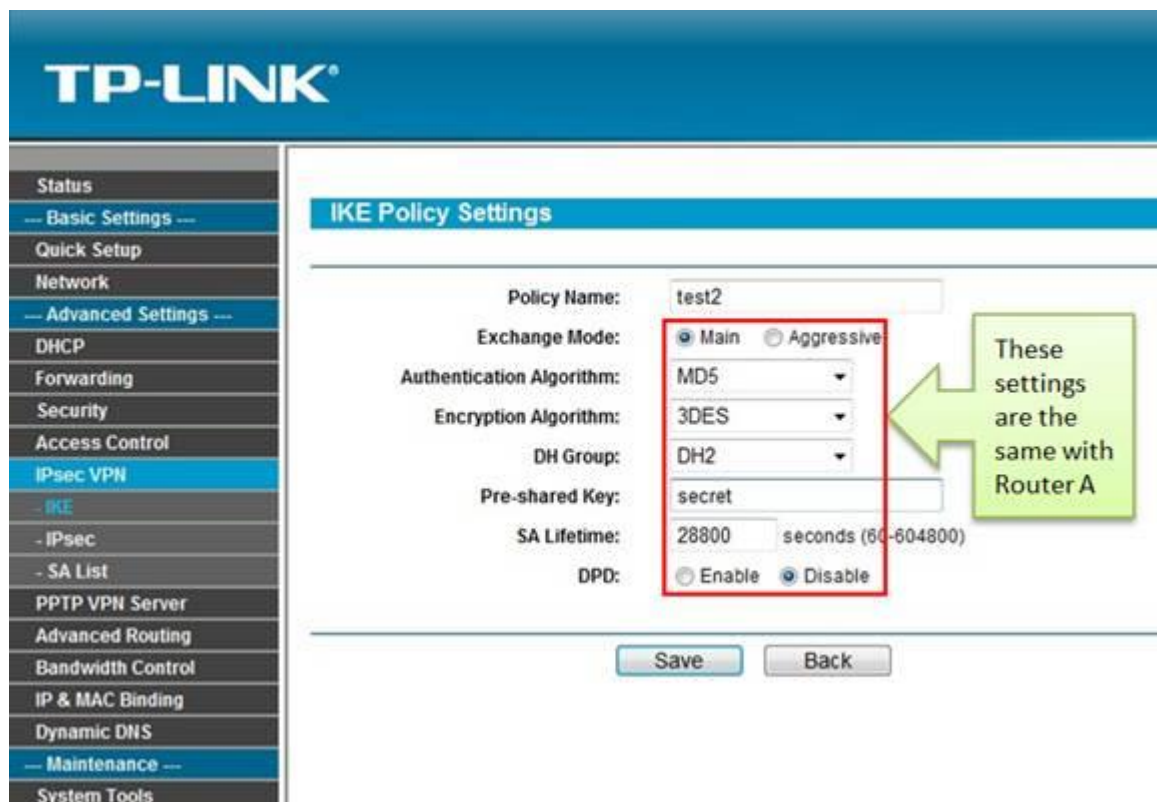 TP-LINK®
Status
--- Basic Settings ---
Quick Setup
Network
--- Advanced Settings ---
DHCP
Forwarding
Security
Access Control
IPsec VPN
- IKE
- IPsec
- SA List
PPTP VPN Server
Advanced Routing
Bandwidth Control
IP & MAC Binding
Dynamic DNS
--- Maintenance ---
System Tools
IKE Policy Settings
Policy Name: test2
Exchange Mode: Main Aggressive
Authentication Algorithm: MD5
Encryption Algorithm: 3DES
DH Group: DH2
Pre-shared Key: secret
SA Lifetime: 28800 seconds (60-604800)
DPD: Enable Disable
Save Back
These
settings
are the
same with
Router A